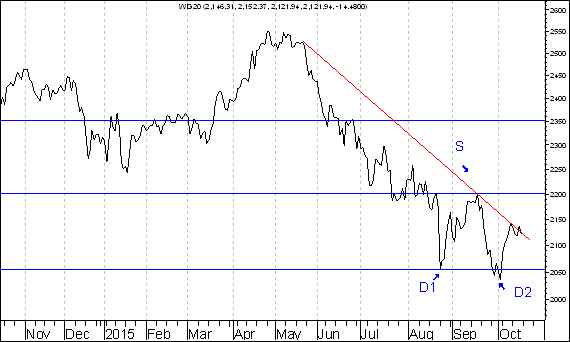 WIG20 (2,146.31, 2,152.37, 2,121.94, 2,121.94, -14.4800)
2600
2550
2500
2450
2400
2350
2300
2250
2200
2150
2100
2050
2000
S
D1
D2
Nov Dec 2015 Feb Mar Apr May Jun Jul Aug Sep Oct